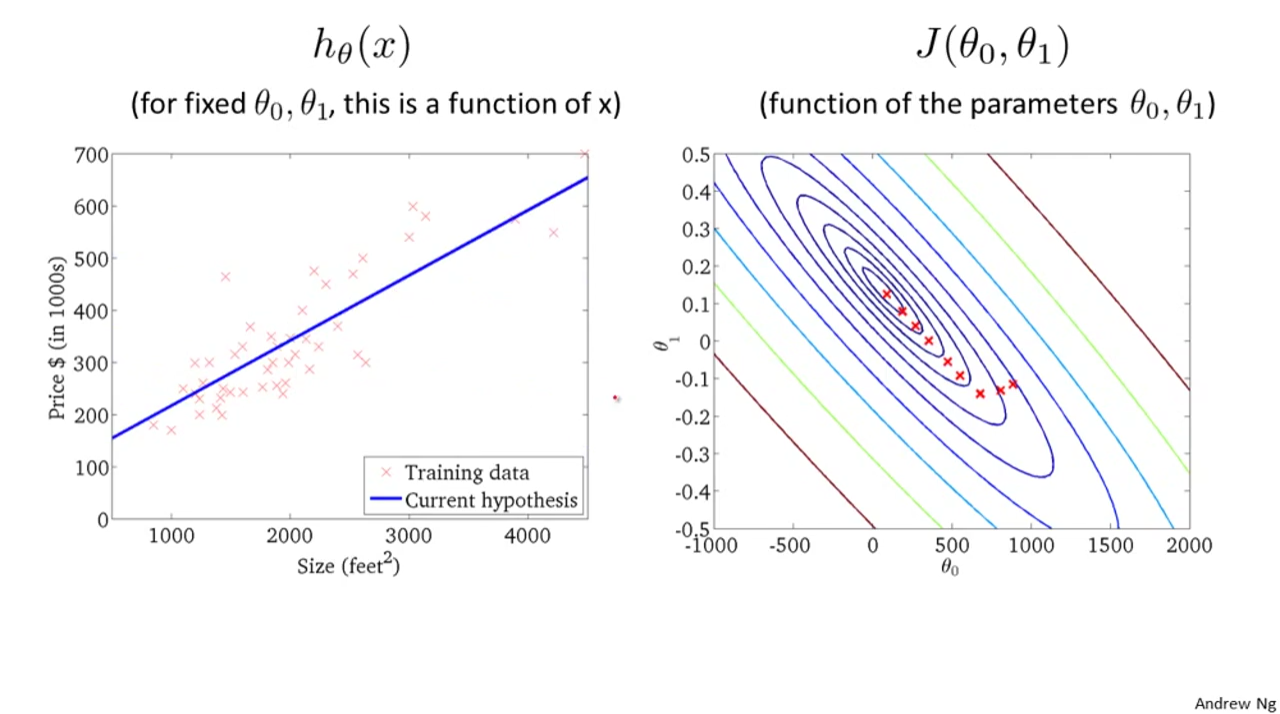 hθ(x)
(for fixed θ₀, θ₁, this is a function of x)
700
600
500
400
300
200
100
0
Price $ (in 1000s)
1000 2000 3000 4000
Size (feet²)
Training data
Current hypothesis
J(θ₀, θ₁)
(function of the parameters θ₀, θ₁)
0.5
0.4
0.3
0.2
0.1
0
-0.1
-0.2
-0.3
-0.4
-0.5
θ₁
-1000 -500 0 500 1000 1500 2000
θ₀
Andrew Ng